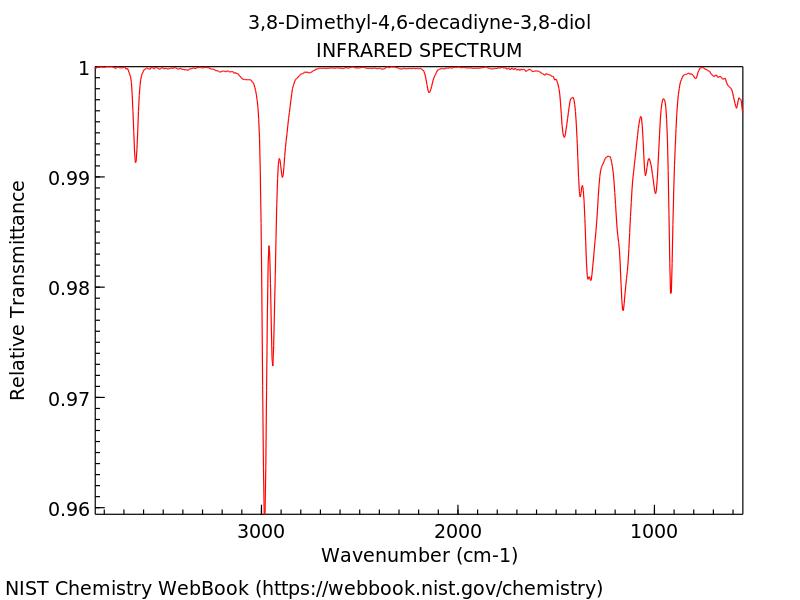 3,8-Dimethyl-4,6-decadiyne-3,8-diol
INFRARED SPECTRUM
1
0.99
0.98
0.97
0.96
Relative Transmittance
3000
2000
1000
Wavenumber (cm-1)
NIST Chemistry WebBook (https://webbook.nist.gov/chemistry)